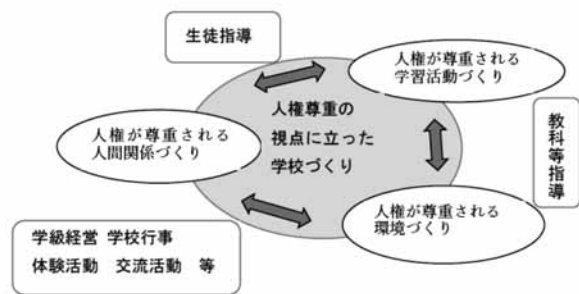 生徒指導
人権が尊重される
学習活動づくり
人権尊重の
視点に立った
学校づくり
人権が尊重される
人間関係づくり
教科等指導
人権が尊重される
環境づくり
学級経営 学校行事
体験活動 交流活動 等